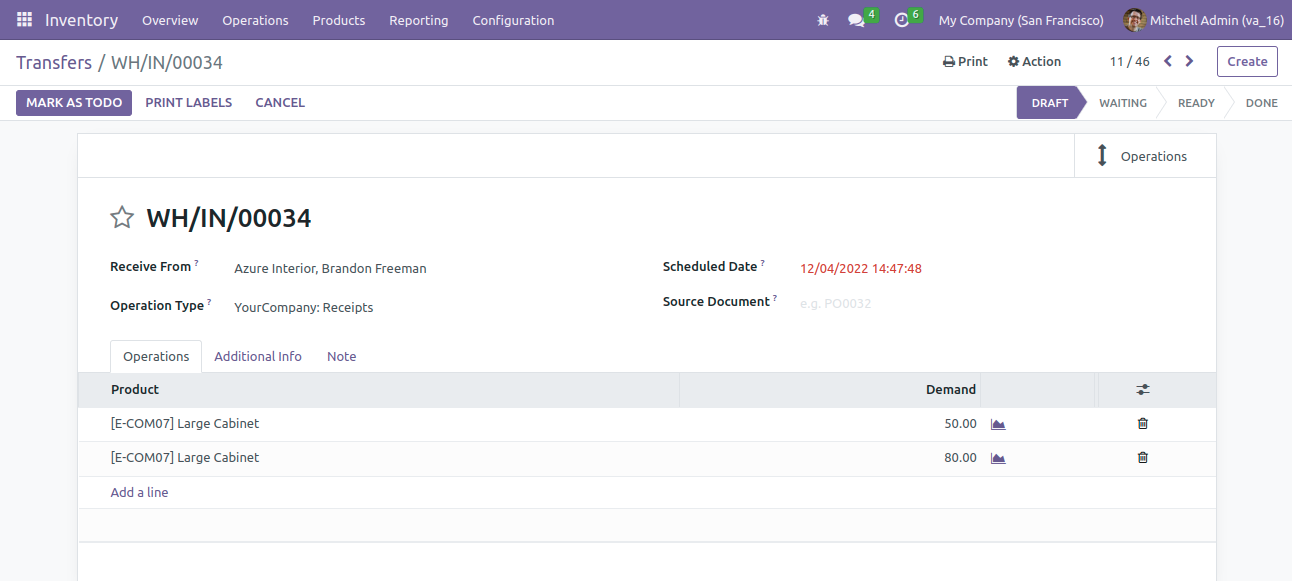 Inventory Overview Operations Products Reporting Configuration 4 6 My Company (San Francisco) Mitchell Admin (va_16)
Transfers / WH/IN/00034 Print Action 11 / 46 Create
MARK AS TODO PRINT LABELS CANCEL DRAFT WAITING READY DONE
Operations
WH/IN/00034
Receive From ? Azure Interior, Brandon Freeman Scheduled Date ? 12/04/2022 14:47:48
Operation Type ? YourCompany: Receipts Source Document ? e.g. PO0032
Operations Additional Info Note
Product Demand
[E-COM07] Large Cabinet 50.00
[E-COM07] Large Cabinet 80.00
Add a line